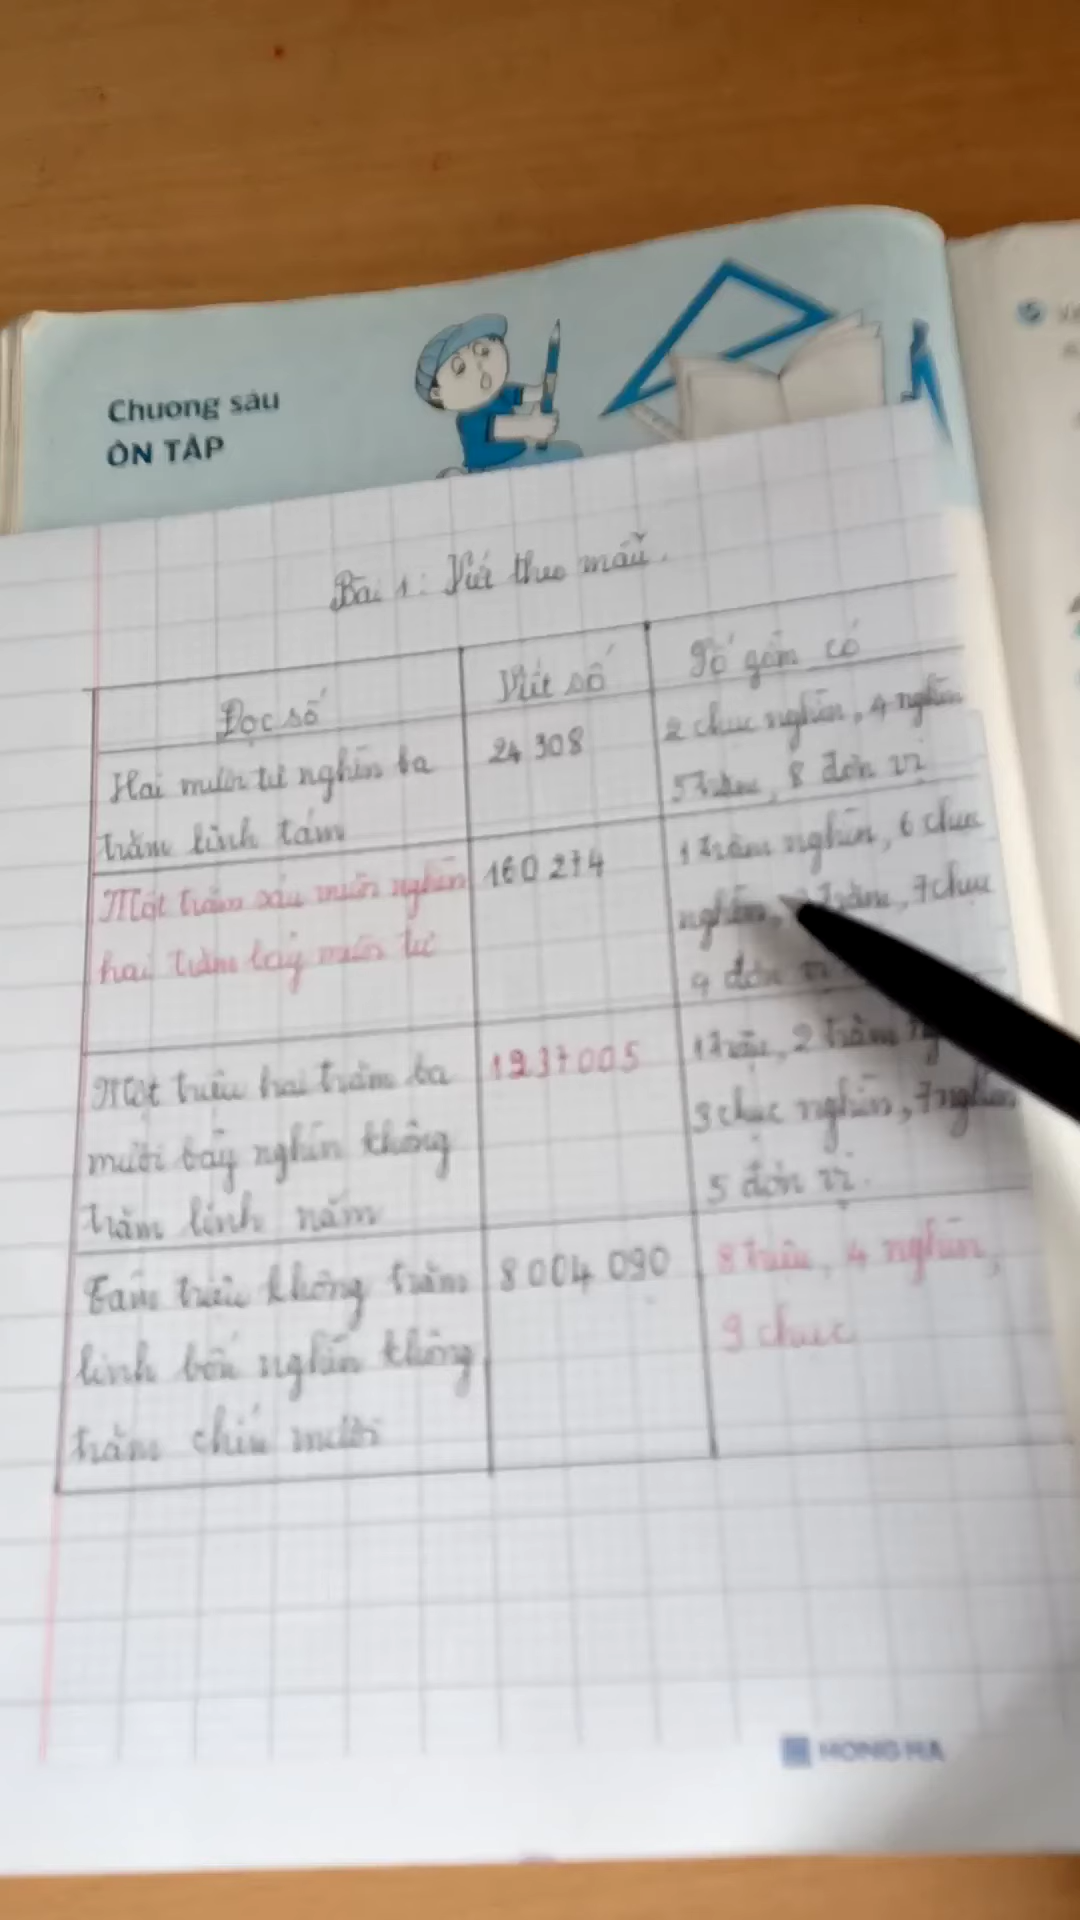 Chương sáu
ÔN TẬP
Bài 1: Viết theo mẫu.
Đọc số
Viết số
Số gồm có
Hai mươi tư nghìn ba
trăm linh tám
24 308
2 chục nghìn, 4 nghìn
3 trăm, 8 đơn vị
Một trăm sáu mươi nghìn
hai trăm bảy mươi tư
160 274
1 trăm nghìn, 6 chục
nghìn, trăm, 7 chục
4 đơn vị
Một triệu hai trăm ba
mươi bảy nghìn không
trăm linh năm
1237005
1 triệu, 2 trăm
3 chục nghìn, 7 nghìn
5 đơn vị.
Tám triệu không trăm
linh bốn nghìn không
trăm chín mươi
8 004 090
8 triệu, 4 nghìn,
9 chục
HONG HA